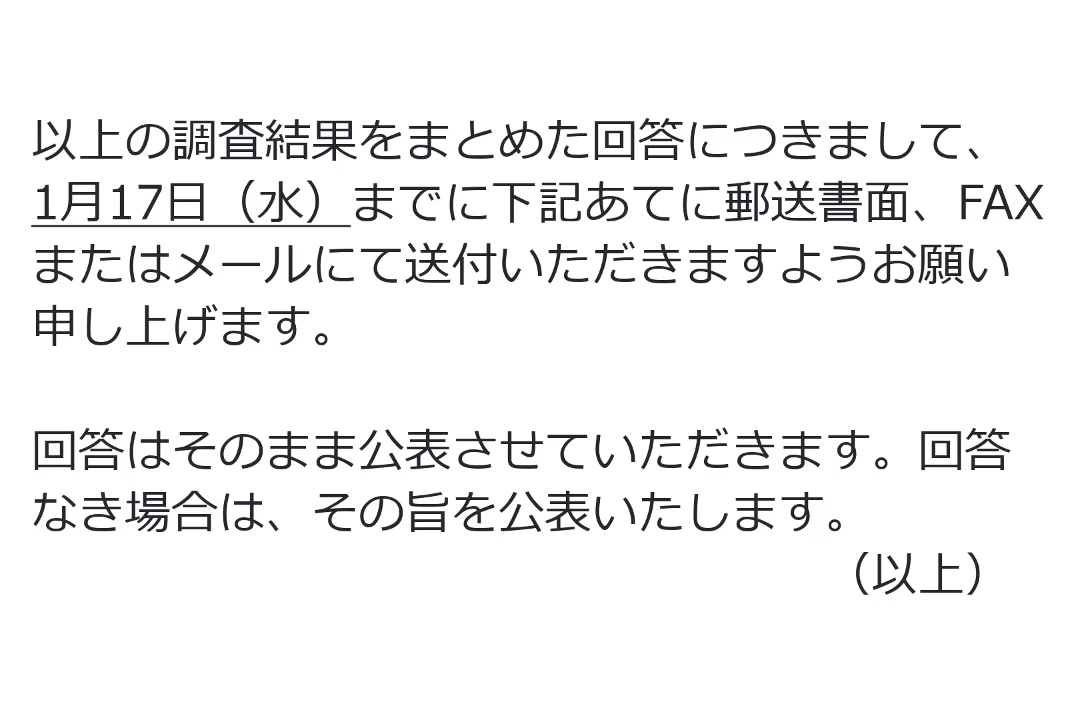 以上の調査結果をまとめた回答につきまして、
1月17日（水）までに下記あてに郵送書面、FAX
またはメールにて送付いただきますようお願い
申し上げます。
回答はそのまま公表させていただきます。回答
なき場合は、その旨を公表いたします。
（以上）